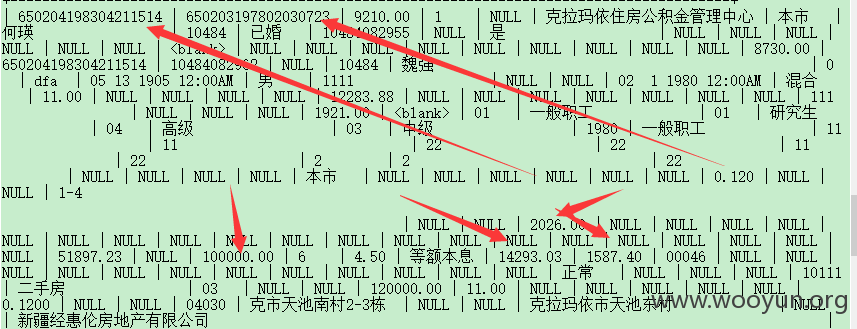 | 650204198304211514 | 650203197802030723 | 9210.00 | 1 | NULL | 克拉玛依住房公积金管理中心 | 本市 |
何瑛 | 10484 | 已婚 | 10484082955 | 是 | NULL | NULL | NULL |
NULL | NULL | NULL | <blank> | NULL | NULL | NULL | NULL | NULL | NULL | NULL | 8730.00 |
650204198304211514 | NULL | 10484 | 魏强 | 0
| dfa | 05 13 1905 12:00AM | 男 | 1111 | NULL | NULL | 02 1 1980 12:00AM | 混合
| 11.00 | NULL | NULL | NULL | 12283.88 | NULL | NULL | NULL | NULL | NULL | NULL | 111
| NULL | NULL | NULL | 1921.00 | <blank> | 01 | 一般职工 | 01 | 研究生
| 04 | 高级 | 03 | 中级 | 1980 | 一般职工 | 11
| 11 | 22 | 22 | 11
| 22 | 2 | 2 | 22
| NULL | NULL | NULL | NULL | 本市 | NULL | NULL | NULL | NULL | NULL | NULL | 0.120 | NULL |
NULL | 1-4
| NULL | NULL | 2026.00 | NULL | NULL | NULL | NULL |
NULL | NULL | NULL | NULL | NULL | NULL | NULL | NULL | NULL | NULL | NULL | NULL | NULL | NULL |
NULL | 51897.23 | NULL | 100000.00 | 6 | 4.50 | 等额本息 | 14293.03 | 1587.40 | 00046 | NULL | NULL |
NULL | NULL | NULL | NULL | NULL | NULL | NULL | NULL | NULL | 正常 | NULL | NULL | 10111
| 二手房 | 03 | NULL | 120000.00 | 11.00 | NULL | NULL | NULL | NULL | NULL | NULL |
0.1200 | NULL | 04030 | 克市天池南村2-3栋 | NULL | NULL | 克拉玛依市天池南村 | NULL | NULL
| 新疆经惠伦房地产有限公司
www.wooyun.org